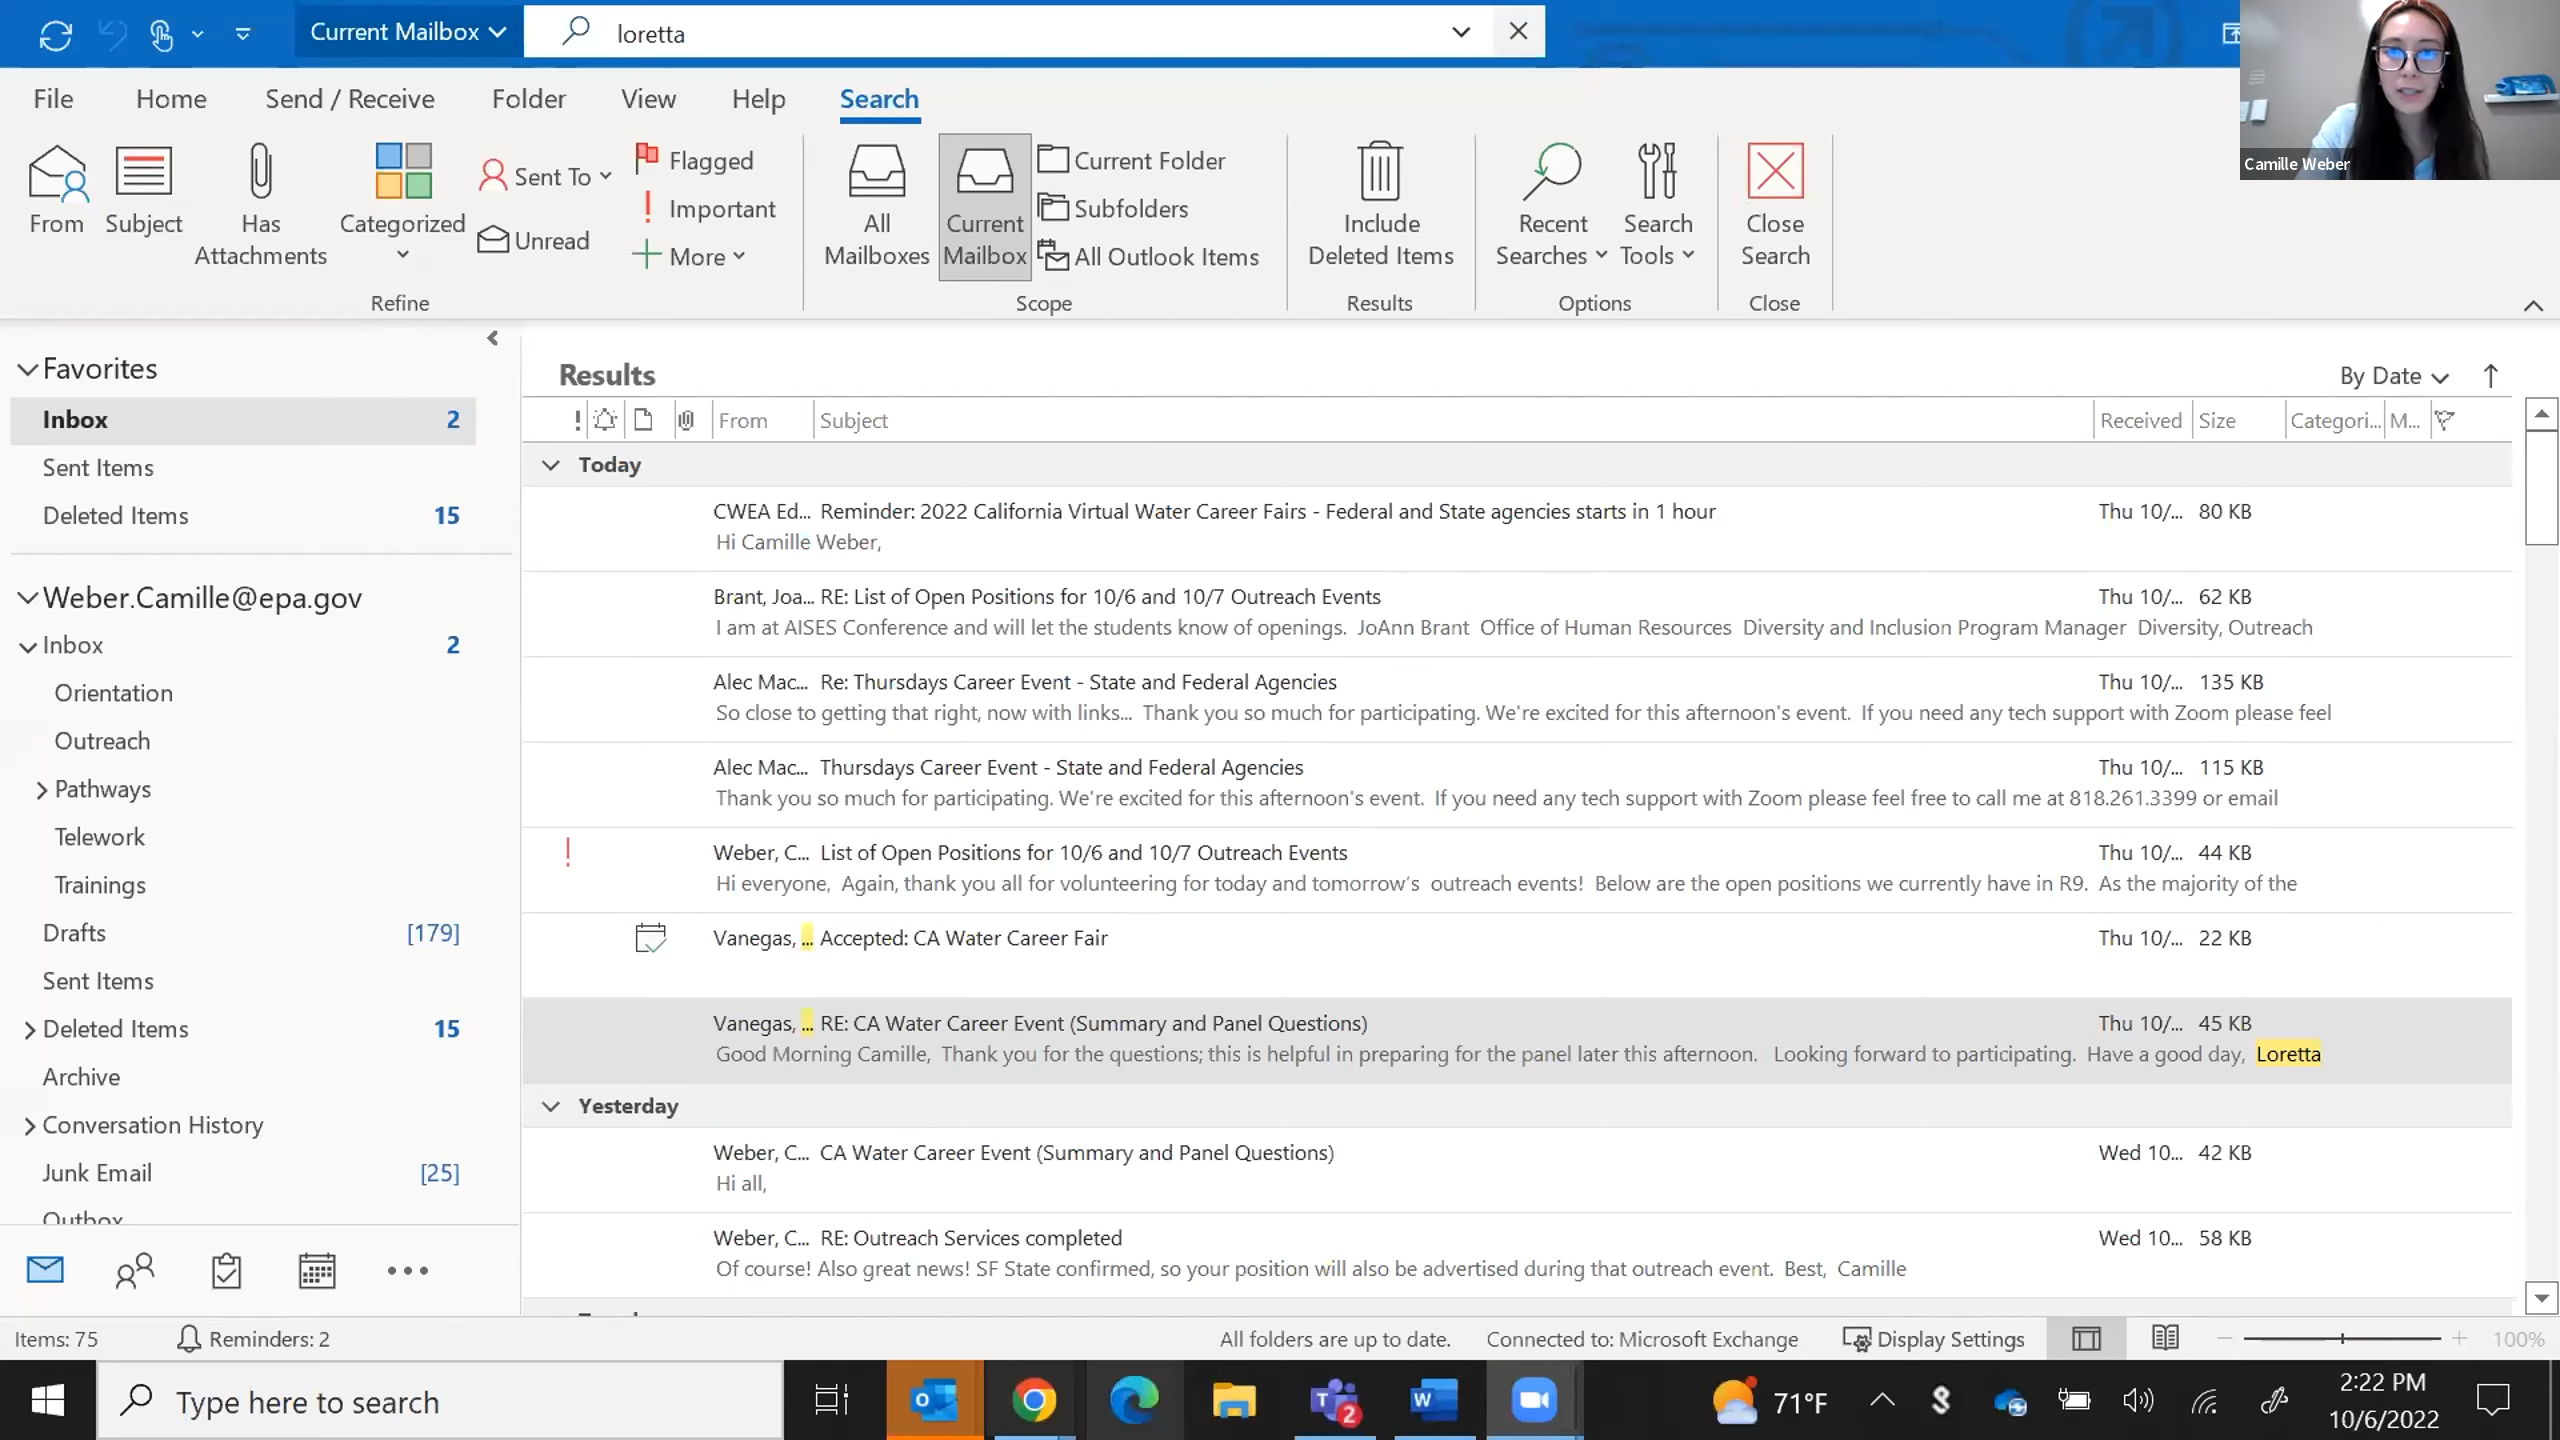 Current Mailbox
loretta
File Home Send / Receive Folder View Help Search
From
Subject
Has
Attachments
Categorized
Sent To
Unread
Flagged
Important
More
Refine
All
Mailboxes
Current
Mailbox
Current Folder
Subfolders
All Outlook Items
Scope
Include
Deleted Items
Results
Recent
Searches
Search
Tools
Options
Close
Search
Close
Camille Weber
Favorites
Inbox 2
Sent Items
Deleted Items 15
Weber.Camille@epa.gov
Inbox 2
Orientation
Outreach
Pathways
Telework
Trainings
Drafts [179]
Sent Items
Deleted Items 15
Archive
Conversation History
Junk Email [25]
Outbox
Results By Date
From Subject Received Size Categori... M...
Today
CWEA Ed... Reminder: 2022 California Virtual Water Career Fairs - Federal and State agencies starts in 1 hour Thu 10/... 80 KB
Hi Camille Weber,
Brant, Joa... RE: List of Open Positions for 10/6 and 10/7 Outreach Events Thu 10/... 62 KB
I am at AISES Conference and will let the students know of openings. JoAnn Brant Office of Human Resources Diversity and Inclusion Program Manager Diversity, Outreach
Alec Mac... Re: Thursdays Career Event - State and Federal Agencies Thu 10/... 135 KB
So close to getting that right, now with links... Thank you so much for participating. We're excited for this afternoon's event. If you need any tech support with Zoom please feel
Alec Mac... Thursdays Career Event - State and Federal Agencies Thu 10/... 115 KB
Thank you so much for participating. We're excited for this afternoon's event. If you need any tech support with Zoom please feel free to call me at 818.261.3399 or email
Weber, C... List of Open Positions for 10/6 and 10/7 Outreach Events Thu 10/... 44 KB
Hi everyone, Again, thank you all for volunteering for today and tomorrow's outreach events! Below are the open positions we currently have in R9. As the majority of the
Vanegas, ... Accepted: CA Water Career Fair Thu 10/... 22 KB
Vanegas, ... RE: CA Water Career Event (Summary and Panel Questions) Thu 10/... 45 KB
Good Morning Camille, Thank you for the questions; this is helpful in preparing for the panel later this afternoon. Looking forward to participating. Have a good day, Loretta
Yesterday
Weber, C... CA Water Career Event (Summary and Panel Questions) Wed 10... 42 KB
Hi all,
Weber, C... RE: Outreach Services completed Wed 10... 58 KB
Of course! Also great news! SF State confirmed, so your position will also be advertised during that outreach event. Best, Camille
Items: 75 Reminders: 2 All folders are up to date. Connected to: Microsoft Exchange Display Settings 100%
Type here to search
2
71°F
2:22 PM
10/6/2022